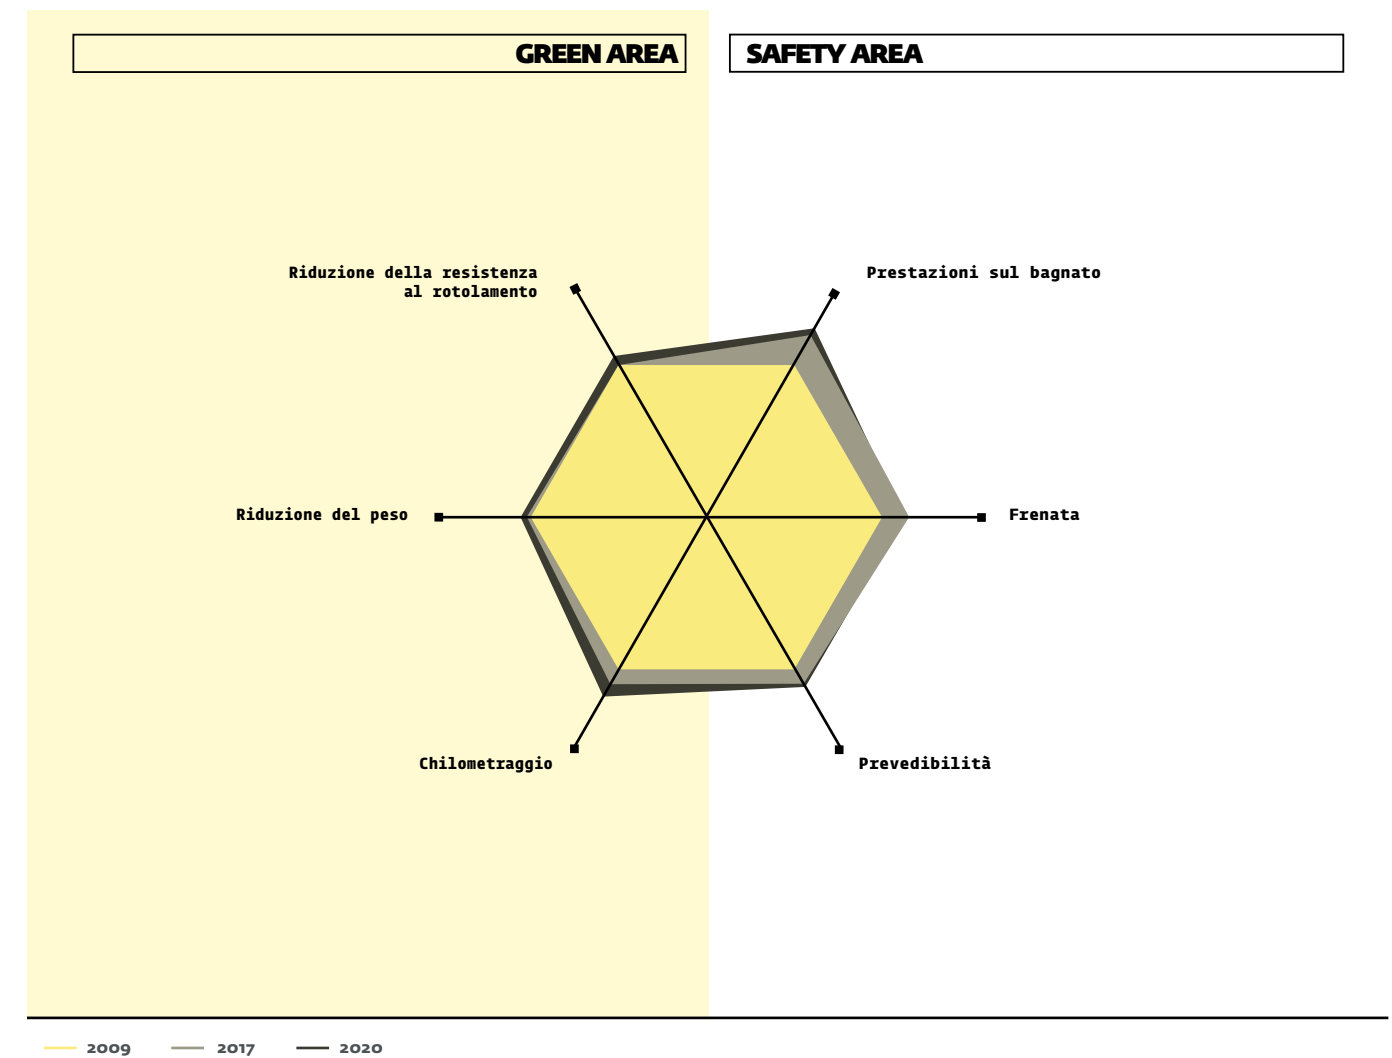 GREEN AREA
SAFETY AREA
Riduzione della resistenza
al rotolamento
Prestazioni sul bagnato
Riduzione del peso
Frenata
Chilometraggio
Prevedibilità
2009
2017
2020